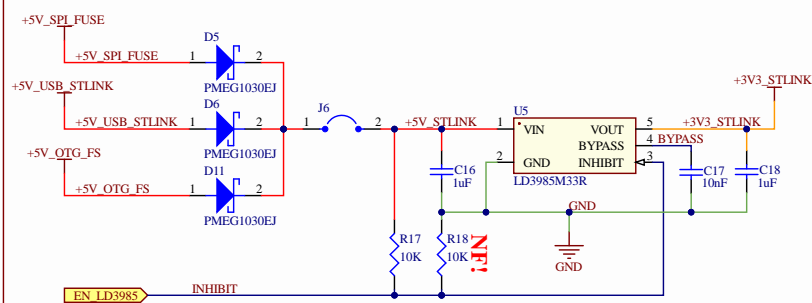 +5V_SPI_FUSE
D5
+5V_SPI_FUSE 1 2
PMEG1030EJ
+5V_USB_STLINK
D6
+5V_USB_STLINK 1 2
PMEG1030EJ
+5V_OTG_FS
D11
+5V_OTG_FS 1 2
PMEG1030EJ
J6
1 2
+5V_STLINK
U5
1 VIN
2 GND
VOUT 5
BYPASS 4
INHIBIT 3
LD3985M33R
+3V3_STLINK
+3V3_STLINK
BYPASS
C16
1uF
C17
10nF
C18
1uF
GND
GND
R17
10K
R18
10K
NF!
EN_LD3985
INHIBIT